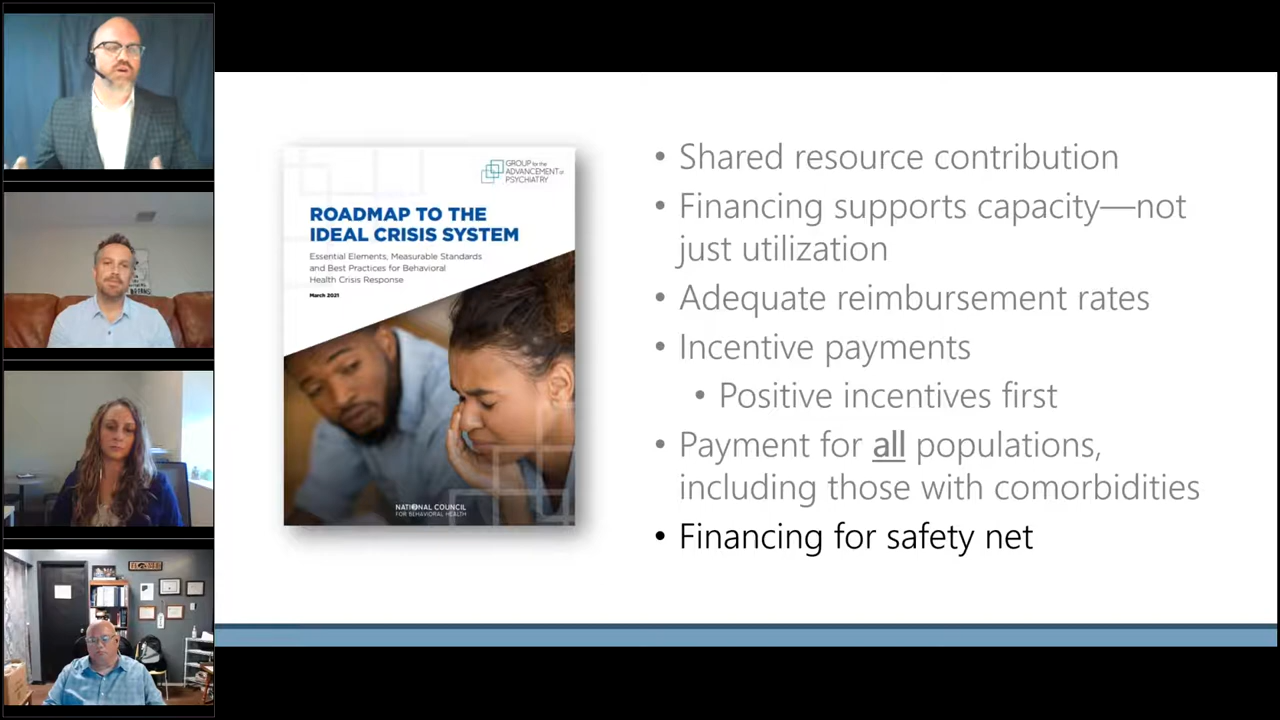 GROUP for the
ADVANCEMENT of
PSYCHIATRY
ROADMAP TO THE
IDEAL CRISIS SYSTEM
Essential Elements, Measurable Standards
and Best Practices for Behavioral
Health Crisis Response
March 2021
NATIONAL COUNCIL
FOR BEHAVIORAL HEALTH
• Shared resource contribution
• Financing supports capacity—not
just utilization
• Adequate reimbursement rates
• Incentive payments
• Positive incentives first
• Payment for all populations,
including those with comorbidities
• Financing for safety net